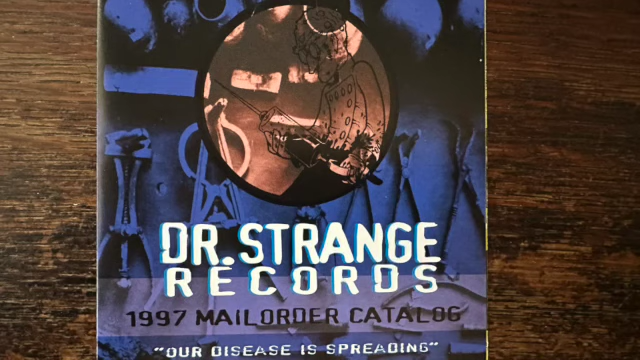 DR. STRANGE
RECORDS
1997 MAILORDER CATALOG
"OUR DISEASE IS SPREADING"